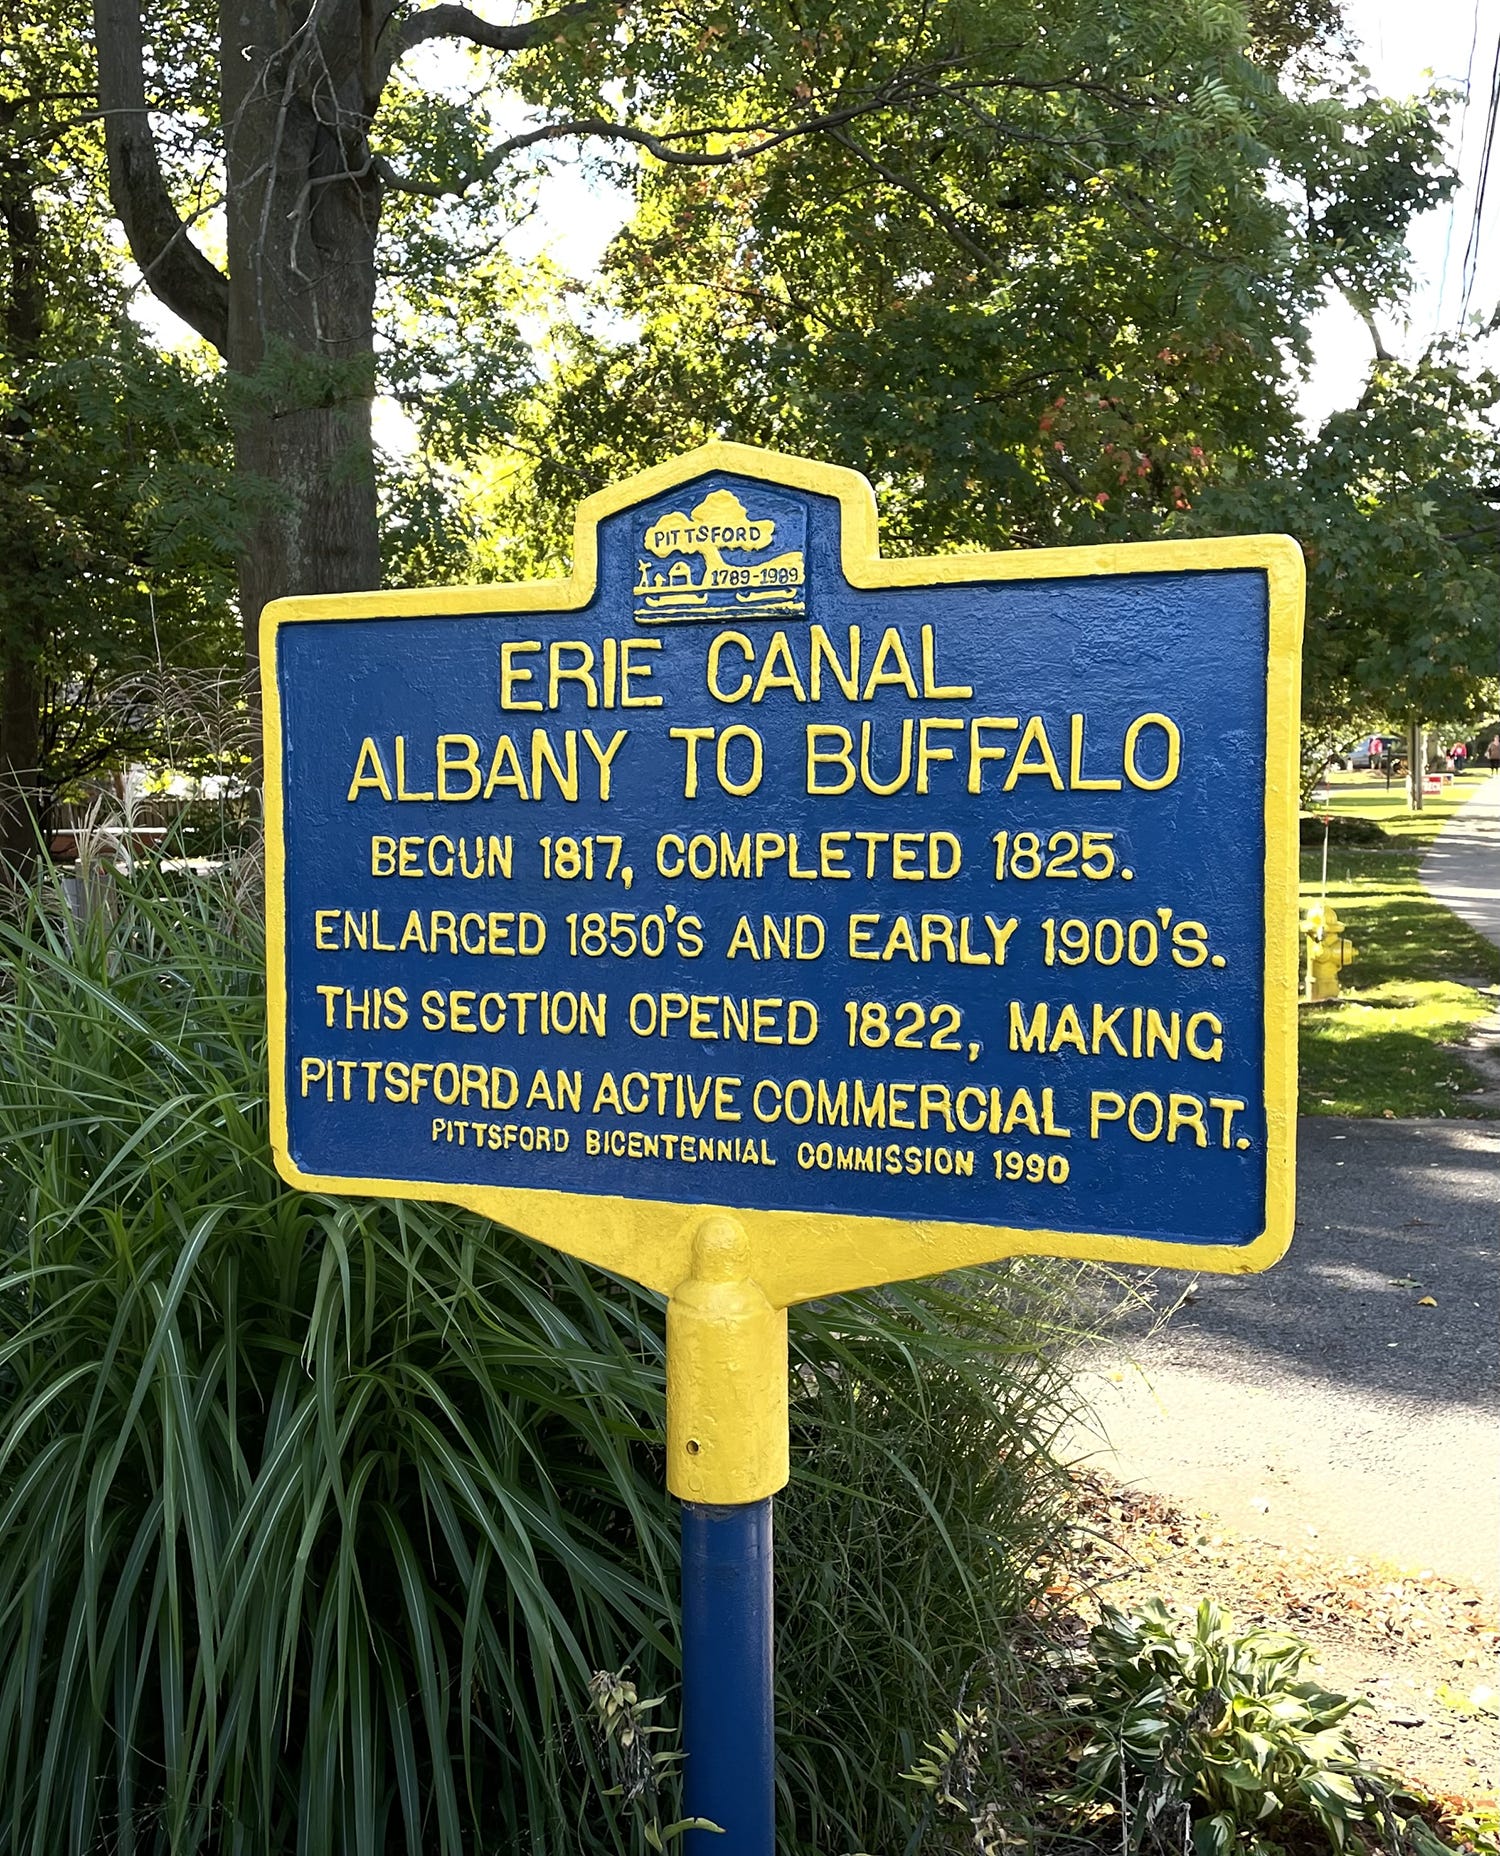 PITTSFORD
1789-1989
ERIE CANAL
ALBANY TO BUFFALO
BEGUN 1817, COMPLETED 1825.
ENLARGED 1850'S AND EARLY 1900'S.
THIS SECTION OPENED 1822, MAKING
PITTSFORD AN ACTIVE COMMERCIAL PORT.
PITTSFORD BICENTENNIAL COMMISSION 1990